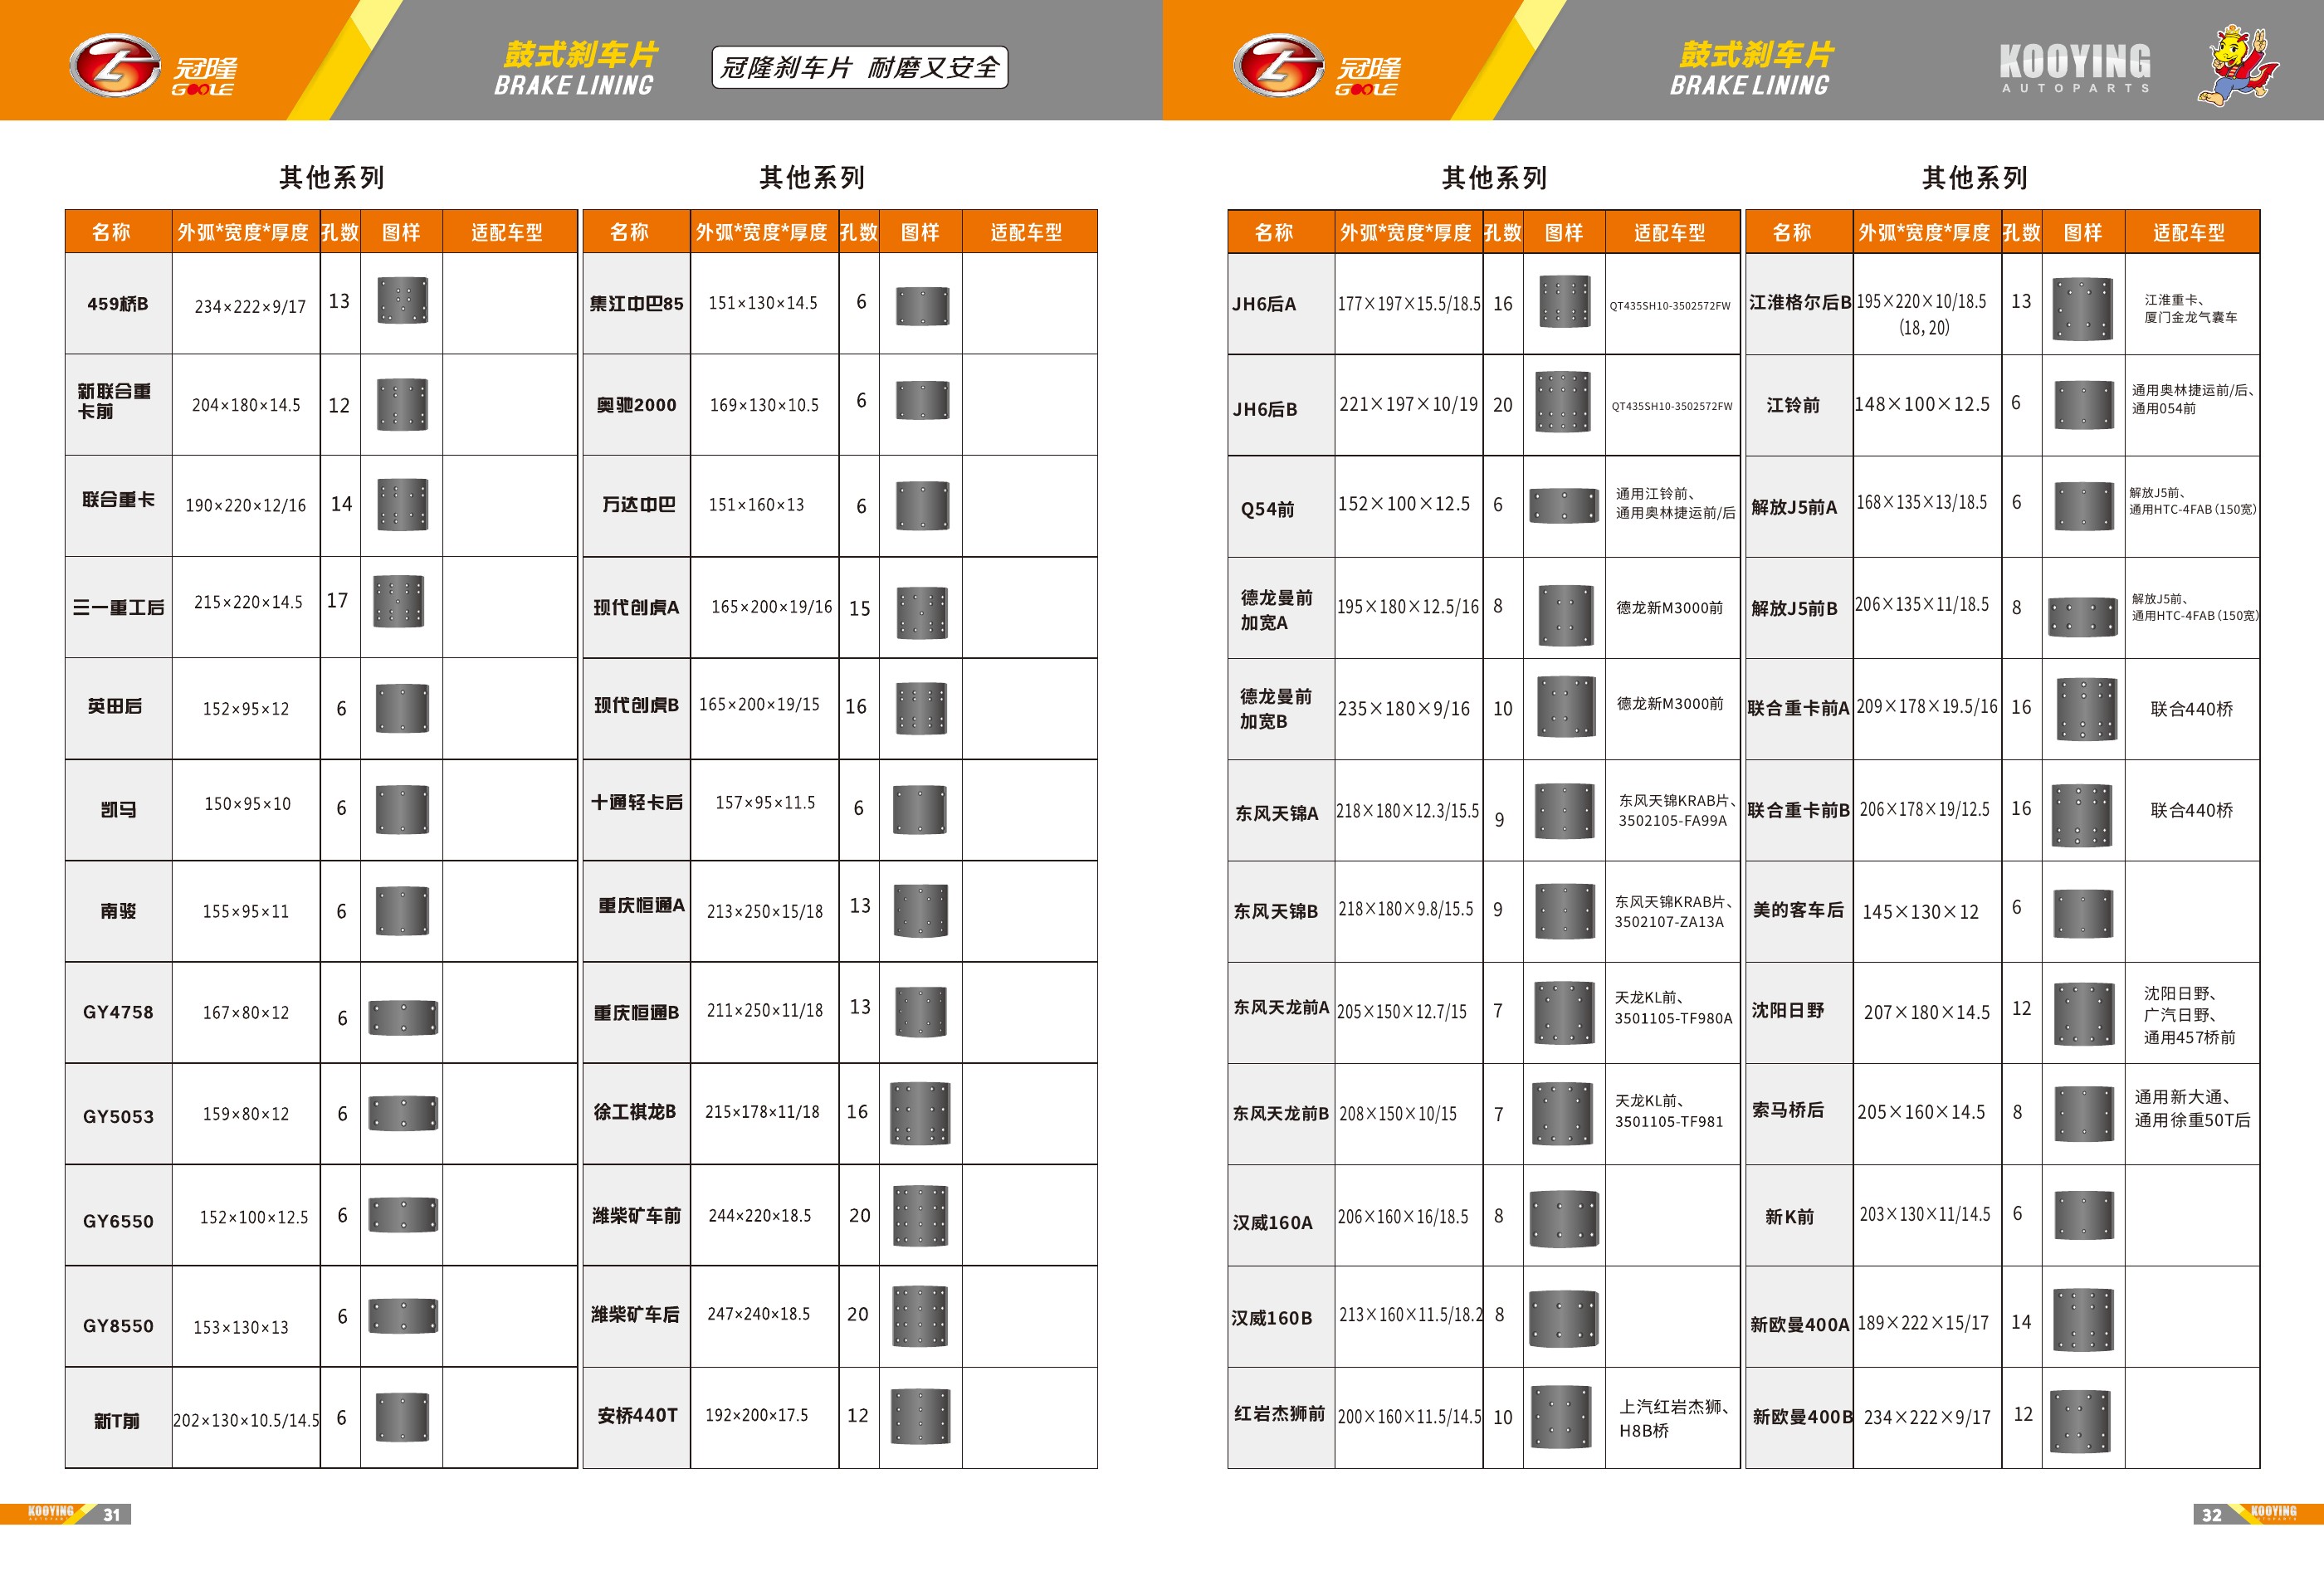 冠隆
GOOLE
鼓式刹车片
BRAKE LINING
冠隆刹车片 耐磨又安全
冠隆
GOOLE
鼓式刹车片
BRAKE LINING
KOOYING
AUTOPARTS
其他系列
名称 外弧*宽度*厚度 孔数 图样 适配车型
459桥B 234×222×9/17 13
新联合重
卡前 204×180×14.5 12
联合重卡 190×220×12/16 14
三一重工后 215×220×14.5 17
英田后 152×95×12 6
凯马 150×95×10 6
南骏 155×95×11 6
GY4758 167×80×12 6
GY5053 159×80×12 6
GY6550 152×100×12.5 6
GY8550 153×130×13 6
新T前 202×130×10.5/14.5 6
其他系列
名称 外弧*宽度*厚度 孔数 图样 适配车型
集江中巴85 151×130×14.5 6
奥驰2000 169×130×10.5 6
万达中巴 151×160×13 6
现代创虎A 165×200×19/16 15
现代创虎B 165×200×19/15 16
十通轻卡后 157×95×11.5 6
重庆恒通A 213×250×15/18 13
重庆恒通B 211×250×11/18 13
徐工祺龙B 215×178×11/18 16
潍柴矿车前 244×220×18.5 20
潍柴矿车后 247×240×18.5 20
安桥440T 192×200×17.5 12
其他系列
名称 外弧*宽度*厚度 孔数 图样 适配车型
JH6后A 177×197×15.5/18.5 16 QT435SH10-3502572FW
JH6后B 221×197×10/19 20 QT435SH10-3502572FW
Q54前 152×100×12.5 6 通用江铃前、
通用奥林捷运前/后
德龙曼前
加宽A 195×180×12.5/16 8 德龙新M3000前
德龙曼前
加宽B 235×180×9/16 10 德龙新M3000前
东风天锦A 218×180×12.3/15.5 9 东风天锦KRAB片、
3502105-FA99A
东风天锦B 218×180×9.8/15.5 9 东风天锦KRAB片、
3502107-ZA13A
东风天龙前A 205×150×12.7/15 7 天龙KL前、
3501105-TF980A
东风天龙前B 208×150×10/15 7 天龙KL前、
3501105-TF981
汉威160A 206×160×16/18.5 8
汉威160B 213×160×11.5/18.2 8
红岩杰狮前 200×160×11.5/14.5 10 上汽红岩杰狮、
H8B桥
其他系列
名称 外弧*宽度*厚度 孔数 图样 适配车型
江淮格尔后B 195×220×10/18.5
(18,20) 13 江淮重卡、
厦门金龙气囊车
江铃前 148×100×12.5 6 通用奥林捷运前/后、
通用054前
解放J5前A 168×135×13/18.5 6 解放J5前、
通用HTC-4FAB(150宽)
解放J5前B 206×135×11/18.5 8 解放J5前、
通用HTC-4FAB(150宽)
联合重卡前A 209×178×19.5/16 16 联合440桥
联合重卡前B 206×178×19/12.5 16 联合440桥
美的客车后 145×130×12 6
沈阳日野 207×180×14.5 12 沈阳日野、
广汽日野、
通用457桥前
索马桥后 205×160×14.5 8 通用新大通、
通用徐重50T后
新K前 203×130×11/14.5 6
新欧曼400A 189×222×15/17 14
新欧曼400B 234×222×9/17 12
KOOYING
AUTOPARTS
31
32
KOOYING
AUTOPARTS